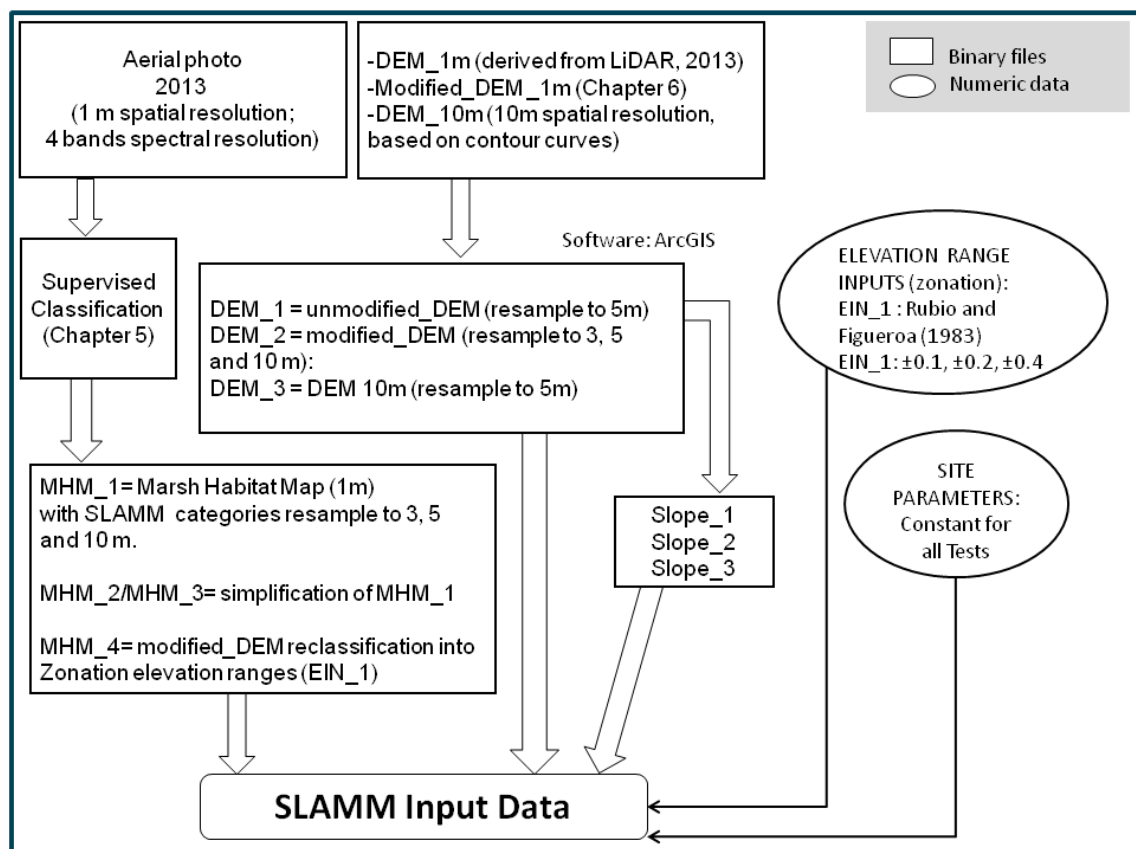 Aerial photo
2013
(1 m spatial resolution;
4 bands spectral resolution)
-DEM_1m (derived from LiDAR, 2013)
-Modified_DEM_1m (Chapter 6)
-DEM_10m (10m spatial resolution,
based on contour curves)
Binary files
Numeric data
Software: ArcGIS
Supervised
Classification
(Chapter 5)
DEM_1 = unmodified_DEM (resample to 5m)
DEM_2 = modified_DEM (resample to 3, 5
and 10 m):
DEM_3 = DEM 10m (resample to 5m)
ELEVATION RANGE
INPUTS (zonation):
EIN_1 : Rubio and
Figueroa (1983)
EIN_1: ±0.1, ±0.2, ±0.4
MHM_1= Marsh Habitat Map (1m)
with SLAMM categories resample to 3, 5
and 10 m.
MHM_2/MHM_3= simplification of MHM_1
MHM_4= modified_DEM reclassification into
Zonation elevation ranges (EIN_1)
Slope_1
Slope_2
Slope_3
SITE
PARAMETERS:
Constant for
all Tests
SLAMM Input Data